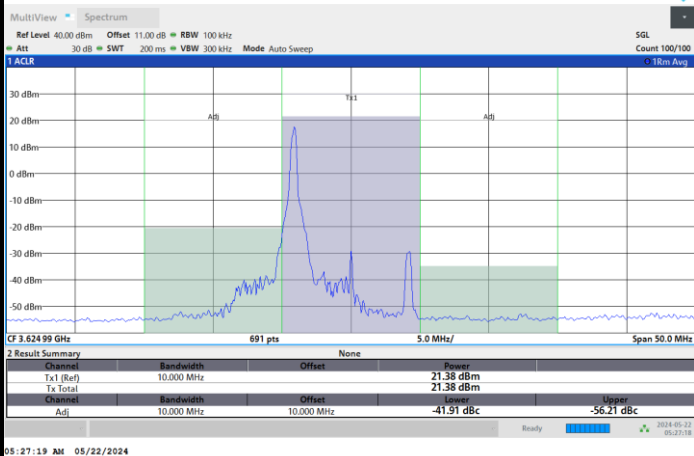 MultiView Spectrum
Ref Level 40.00 dBm Offset 11.00 dB RBW 100 kHz SGL
Att 30 dB SWT 200 ms VBW 300 kHz Mode Auto Sweep Count 100/100
1 ACLR 1Rm Avg
30 dBm
Tx1
20 dBm Adj Adj
10 dBm
0 dBm
-10 dBm
-20 dBm
-30 dBm
-40 dBm
-50 dBm
CF 3.624 99 GHz 691 pts 5.0 MHz/ Span 50.0 MHz
2 Result Summary None
Channel Bandwidth Offset Power
Tx1 (Ref) 10.000 MHz 21.38 dBm
Tx Total 21.38 dBm
Channel Bandwidth Offset Lower Upper
Adj 10.000 MHz 10.000 MHz -41.91 dBc -56.21 dBc
Ready 2024-05-22
05:27:18
05:27:19 AM 05/22/2024